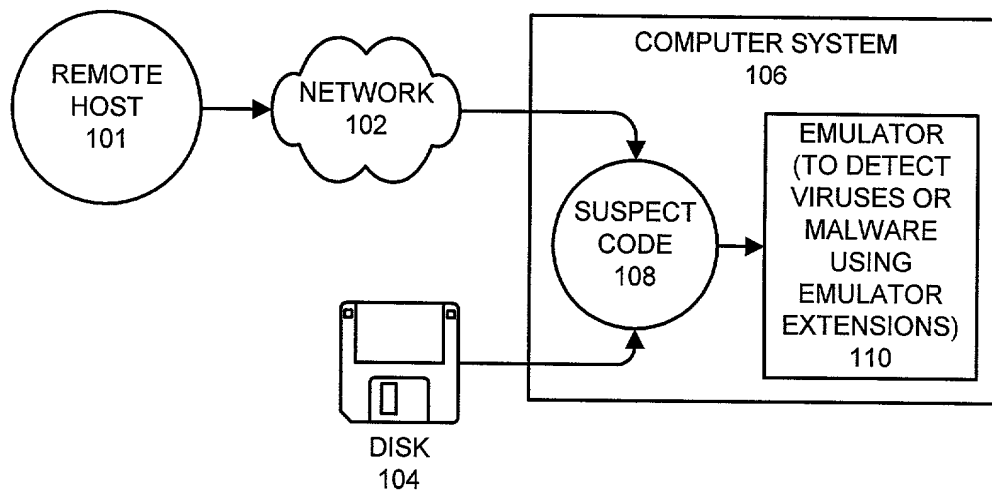 REMOTE
HOST
101
NETWORK
102
COMPUTER SYSTEM
106
SUSPECT
CODE
108
EMULATOR
(TO DETECT
VIRUSES OR
MALWARE
USING
EMULATOR
EXTENSIONS)
110
DISK
104